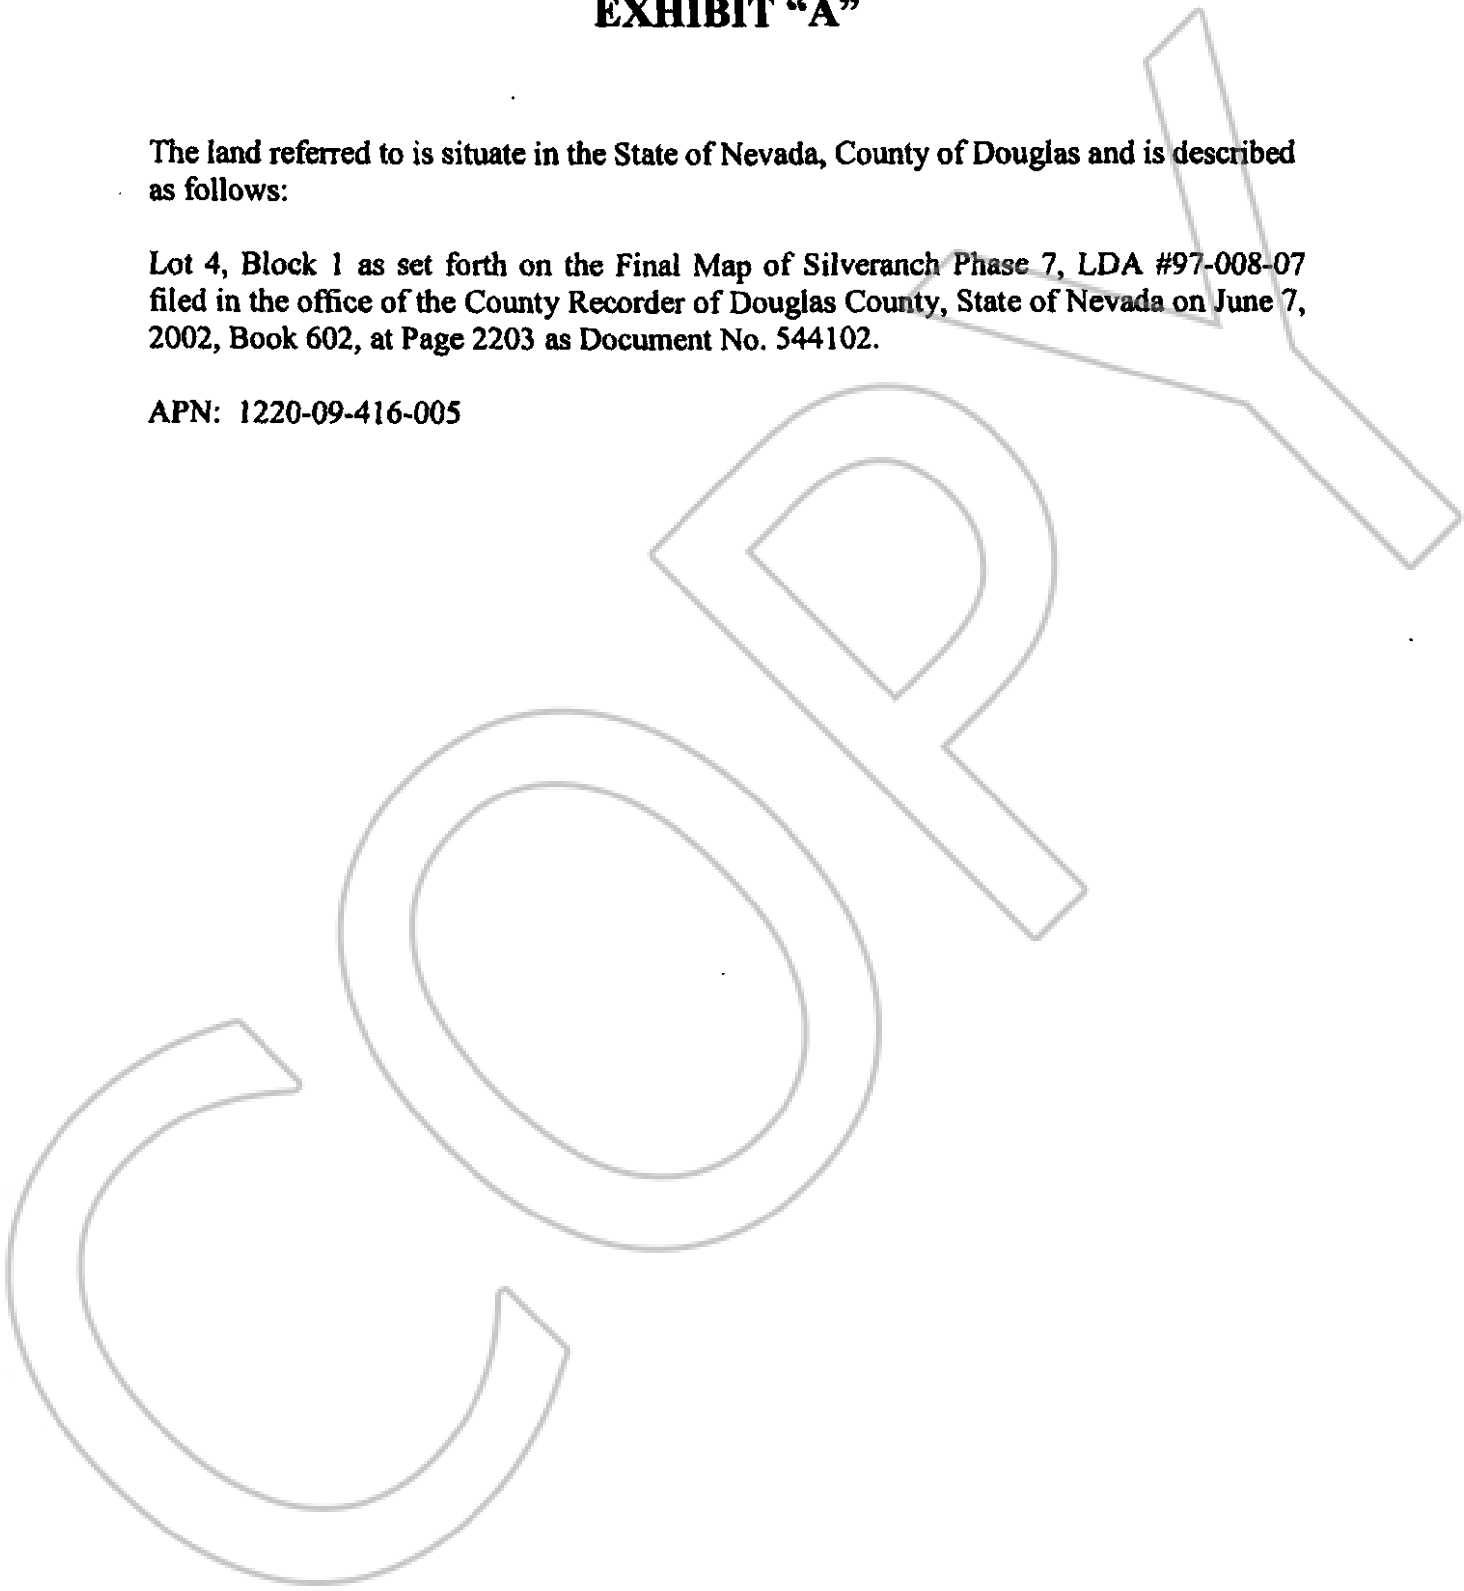 EXHIBIT “A”
The land referred to is situate in the State of Nevada, County of Douglas and is described
as follows:
Lot 4, Block 1 as set forth on the Final Map of Silveranch Phase 7, LDA #97-008-07
filed in the office of the County Recorder of Douglas County, State of Nevada on June 7,
2002, Book 602, at Page 2203 as Document No. 544102.
APN: 1220-09-416-005
COPY